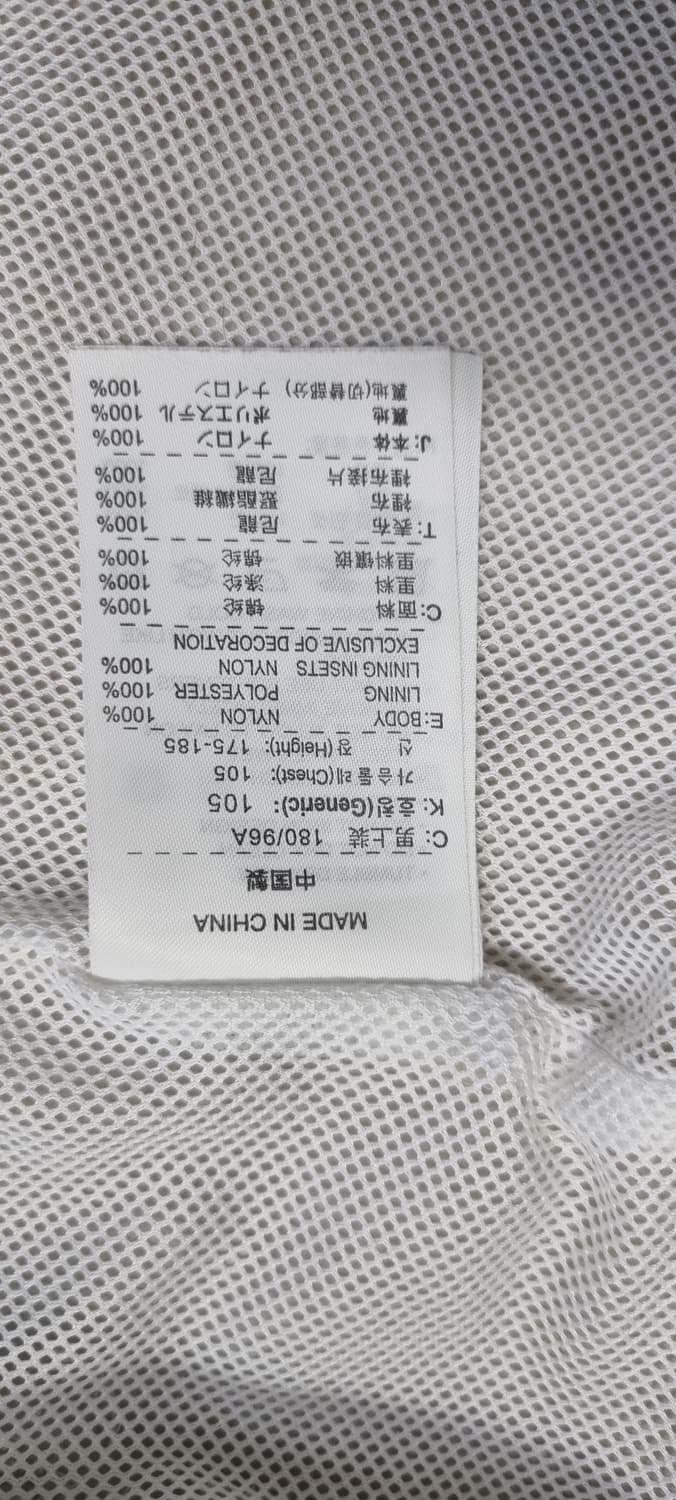 MADE IN CHINA
中国製
C: 男上装 180/96A
K: 호칭(Generic): 105
가슴둘레(Chest): 105
신 장(Height): 175-185
E:BODY NYLON 100%
LINING POLYESTER 100%
LINING INSETS NYLON 100%
EXCLUSIVE OF DECORATION
C:面料 锦纶 100%
里料 涤纶 100%
里料镶嵌 锦纶 100%
T:表布 尼龍 100%
裡布 聚酯纖維 100%
裡布接片 尼龍 100%
J:本体 ナイロン 100%
裏地 ポリエステル 100%
裏地(切替部分) ナイロン 100%